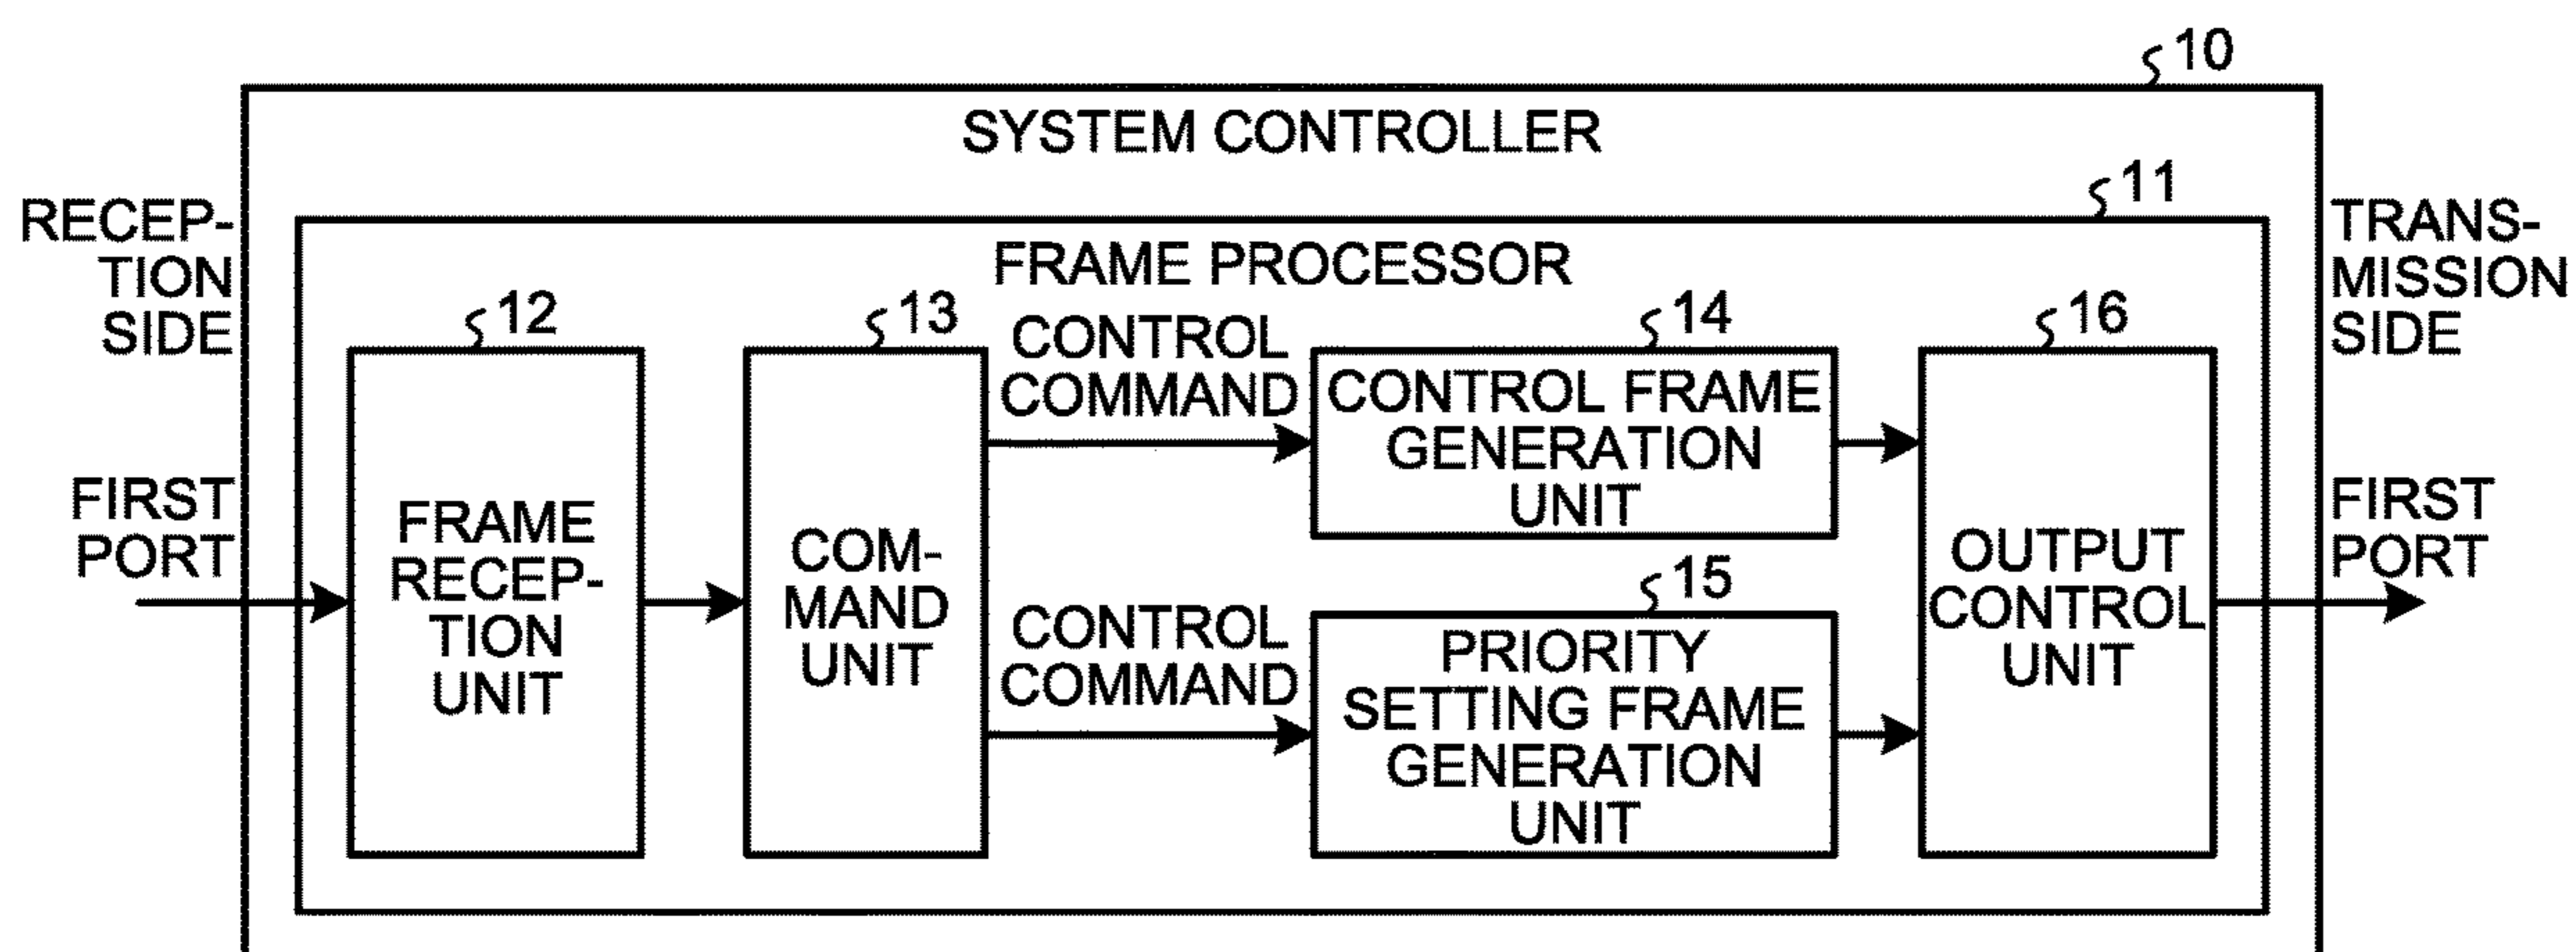 10
SYSTEM CONTROLLER
11
RECEP-
TION
SIDE
TRANS-
MISSION
SIDE
FRAME PROCESSOR
12
13
14
16
CONTROL
COMMAND
CONTROL FRAME
GENERATION
UNIT
FIRST
PORT
FRAME
RECEP-
TION
UNIT
COM-
MAND
UNIT
15
CONTROL
COMMAND
PRIORITY
SETTING FRAME
GENERATION
UNIT
OUTPUT
CONTROL
UNIT
FIRST
PORT